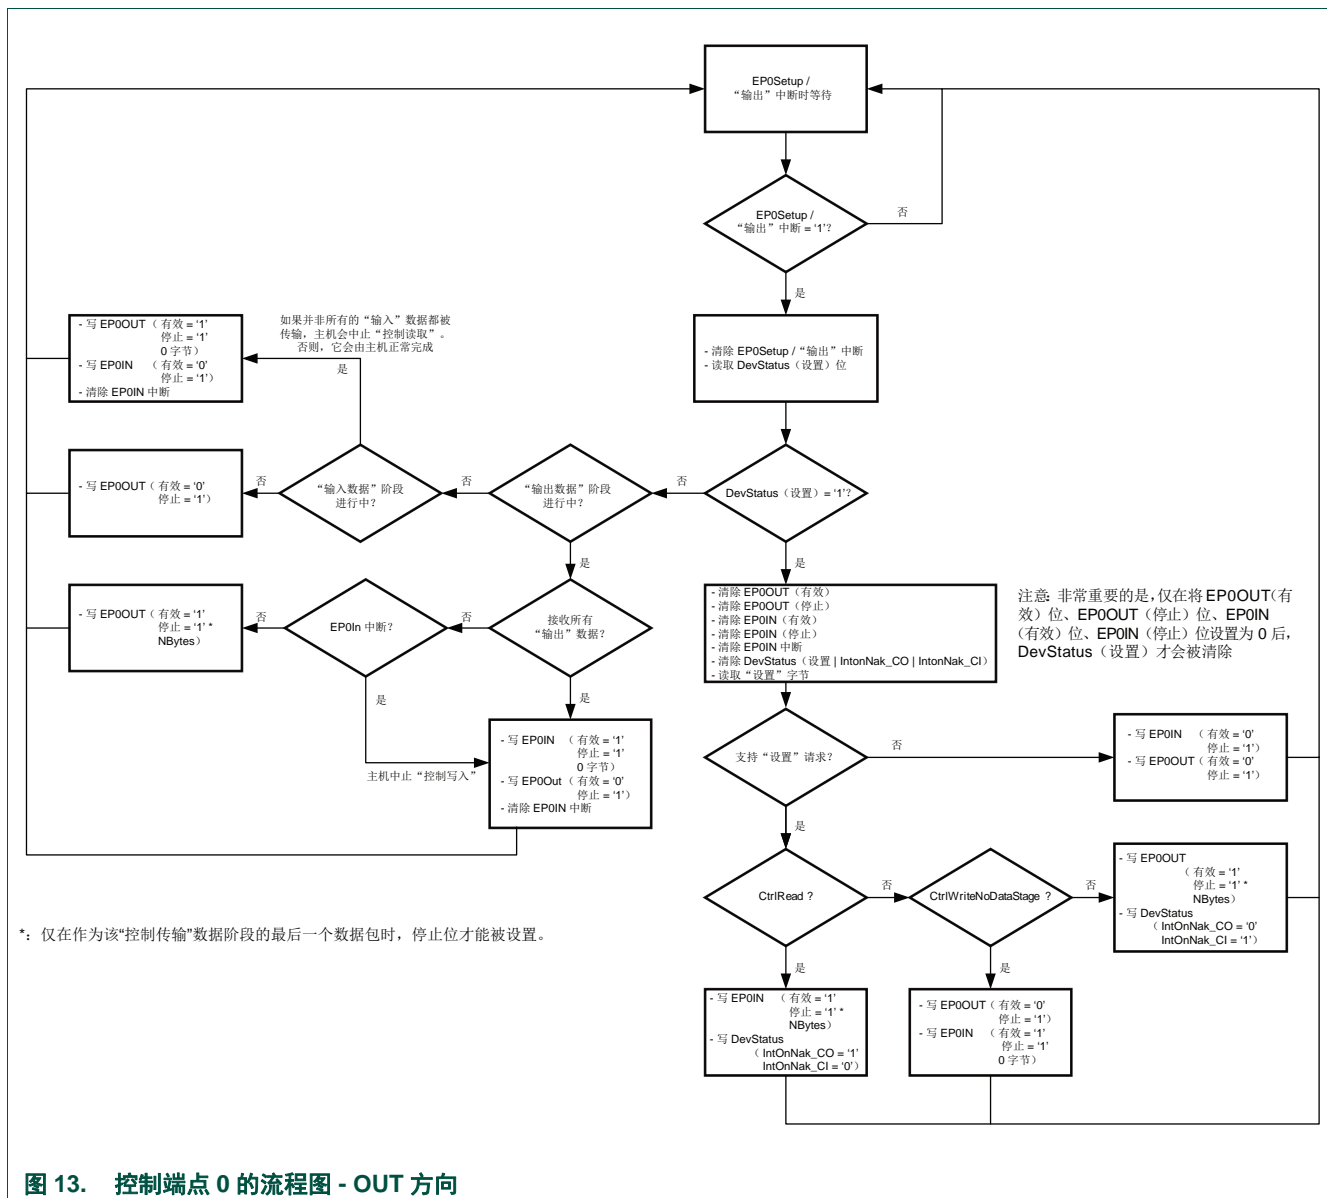 EP0Setup /
“输出”中断时等待
EP0Setup /
“输出”中断 = ‘1’?
否
是
- 清除 EP0Setup / “输出”中断
- 读取 DevStatus（设置）位
如果并非所有的“输入”数据都被
传输，主机会中止“控制读取”。
否则，它会由主机正常完成
是
- 写 EP0OUT（有效 = ‘1’
停止 = ‘1’
0 字节）
- 写 EP0IN （有效 = ‘0’
停止 = ‘1’）
- 清除 EP0IN 中断
- 写 EP0OUT（有效 = ‘0’
停止 = ‘1’）
否
“输入数据”阶段
进行中？
否
“输出数据”阶段
进行中？
否
DevStatus（设置）= ‘1’?
是
是
- 写 EP0OUT（有效 = ‘1’
停止 = ‘1’ *
NBytes）
否
EP0In 中断？
否
接收所有
“输出”数据？
是
是
主机中止“控制写入”
- 写 EP0IN （有效 = ‘1’
停止 = ‘1’
0 字节）
- 写 EP0Out（有效 = ‘0’
停止 = ‘1’）
- 清除 EP0IN 中断
- 清除 EP0OUT（有效）
- 清除 EP0OUT（停止）
- 清除 EP0IN（有效）
- 清除 EP0IN（停止）
- 清除 EP0IN 中断
- 清除 DevStatus（设置 | IntonNak_CO | IntonNak_CI）
- 读取“设置”字节
注意: 非常重要的是，仅在将 EP0OUT（有
效）位、EP0OUT（停止）位、EP0IN
（有效）位、EP0IN（停止）位设置为 0 后，
DevStatus（设置）才会被清除
支持“设置”请求？
否
- 写 EP0IN （有效 = ‘0’
停止 = ‘1’）
- 写 EP0OUT（有效 = ‘0’
停止 = ‘1’）
是
CtrlRead ?
否
CtrlWriteNoDataStage ?
否
- 写 EP0OUT
（有效 = ‘1’
停止 = ‘1’ *
NBytes）
- 写 DevStatus
（IntOnNak_CO = ‘0’
IntOnNak_CI = ‘1’）
是
是
- 写 EP0IN （有效 = ‘1’
停止 = ‘1’ *
NBytes）
- 写 DevStatus
（IntOnNak_CO = ‘1’
IntOnNak_CI = ‘0’）
- 写 EP0OUT（有效 = ‘0’
停止 = ‘1’）
- 写 EP0IN （有效 = ‘1’
停止 = ‘1’
0 字节）
*：仅在作为该“控制传输”数据阶段的最后一个数据包时，停止位才能被设置。
图 13. 控制端点 0 的流程图 - OUT 方向